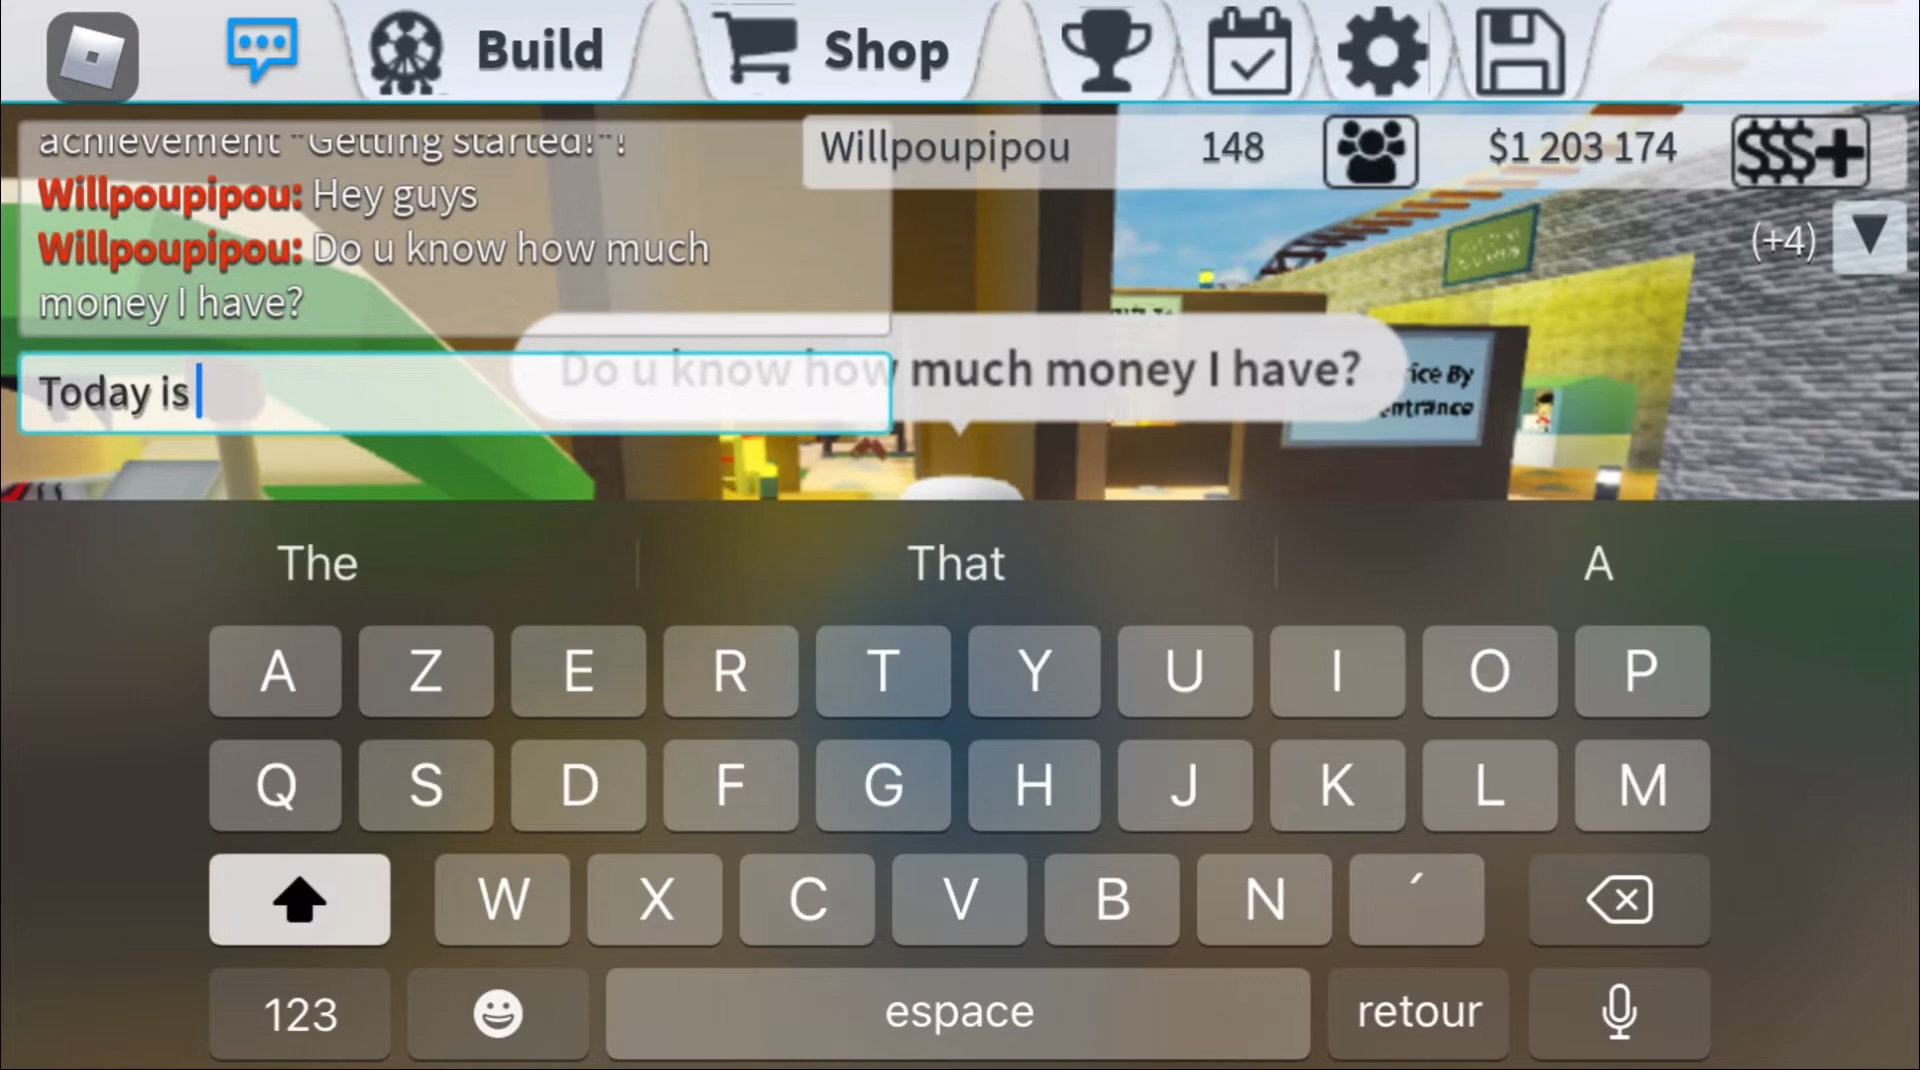 Build
Shop
achievement "Getting Started!"!
Willpoupipou: Hey guys
Willpoupipou: Do u know how much
money I have?
Willpoupipou 148 $1 203 174 $$$+
(+4)
Today is
Do u know how much money I have?
ice By
entrance
The That A
A Z E R T Y U I O P
Q S D F G H J K L M
W X C V B N ´
123 espace retour